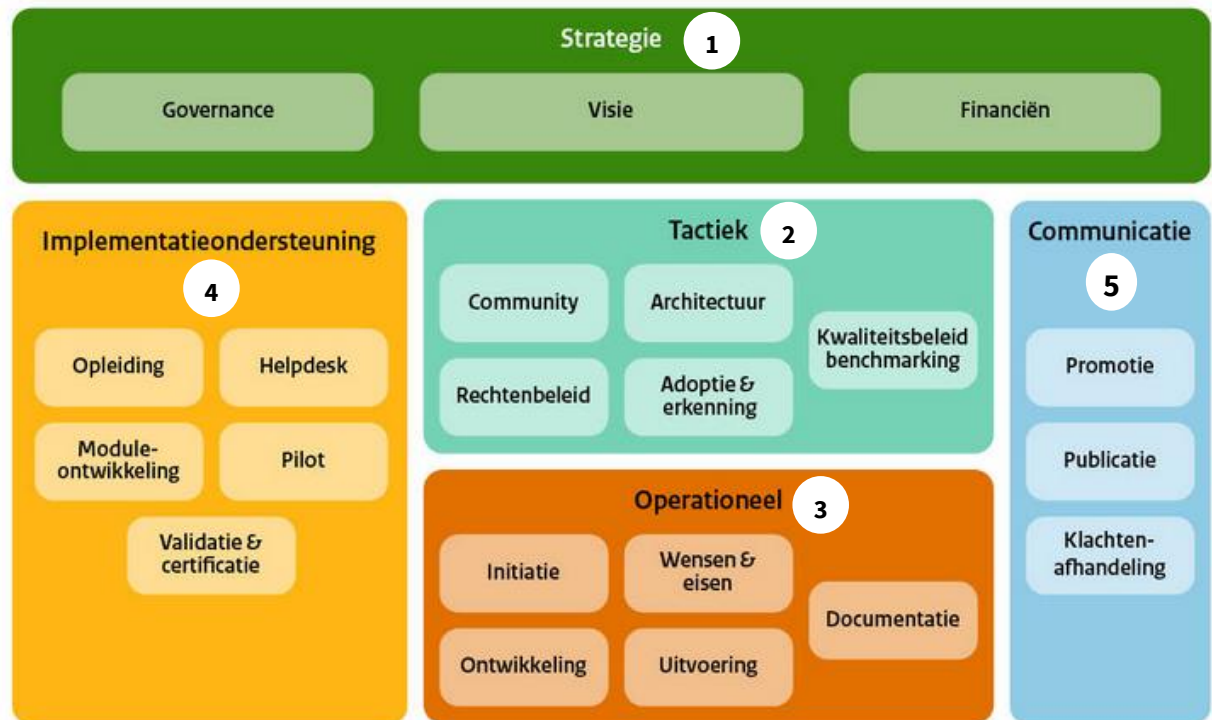 Strategie 1
Governance
Visie
Financiën
Implementatieondersteuning
4
Opleiding
Helpdesk
Module-
ontwikkeling
Pilot
Validatie &
certificatie
Tactiek 2
Community
Architectuur
Kwaliteitsbeleid
benchmarking
Rechtenbeleid
Adoptie &
erkenning
Operationeel 3
Initiatie
Wensen &
eisen
Documentatie
Ontwikkeling
Uitvoering
Communicatie
5
Promotie
Publicatie
Klachten-
afhandeling